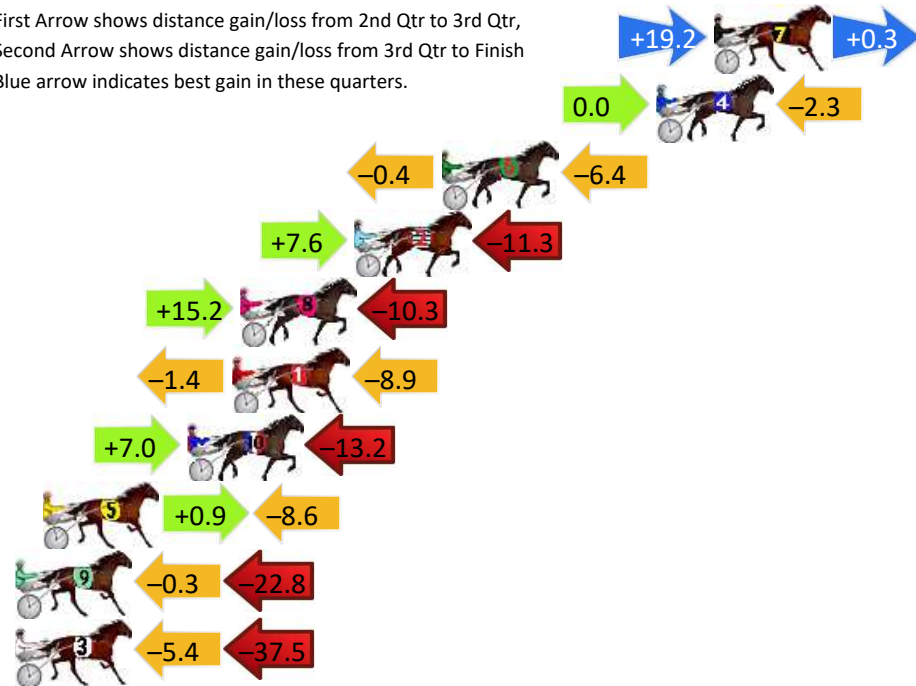 First Arrow shows distance gain/loss from 2nd Qtr to 3rd Qtr,
Second Arrow shows distance gain/loss from 3rd Qtr to Finish
Blue arrow indicates best gain in these quarters.
+19.2 7 +0.3
0.0 4 –2.3
–0.4 6 –6.4
+7.6 2 –11.3
+15.2 8 –10.3
–1.4 1 –8.9
+7.0 10 –13.2
5 +0.9 –8.6
9 –0.3 –22.8
3 –5.4 –37.5